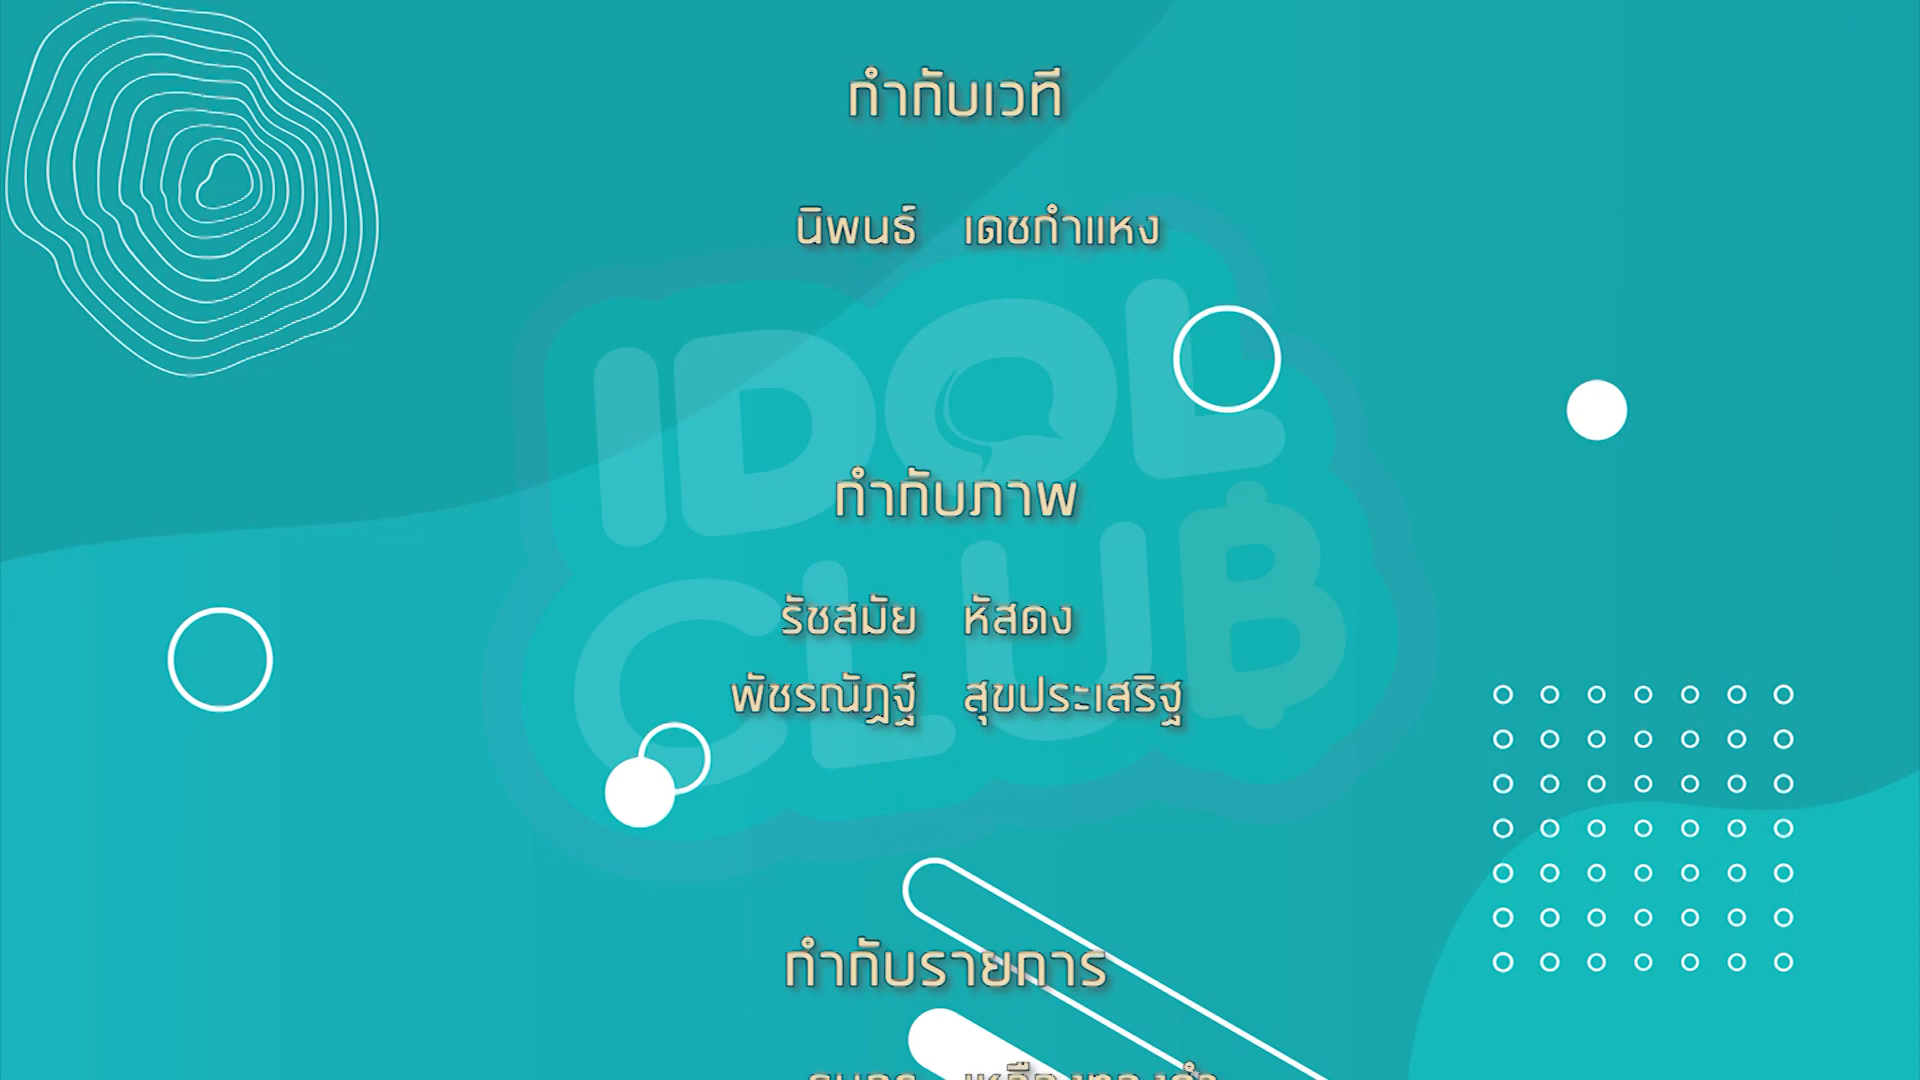 กำกับเวที
นิพนธ์ เดชกำแหง
IDOL
CLUB
กำกับภาพ
รัชสมัย หัสดง
พัชรณัฏฐ์ สุขประเสริฐ
กำกับรายการ